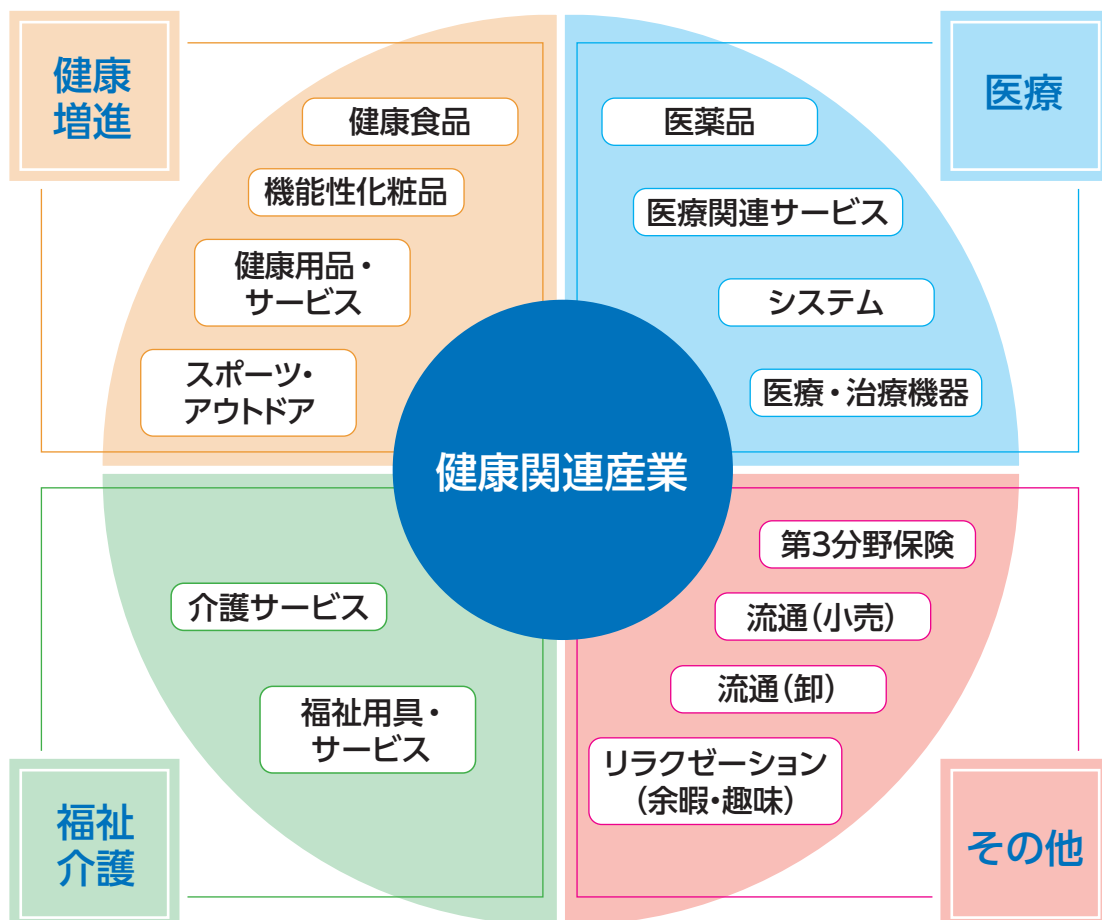 健康
増進
健康食品
機能性化粧品
健康用品・
サービス
スポーツ・
アウトドア
医療
医薬品
医療関連サービス
システム
医療・治療機器
健康関連産業
福祉
介護
介護サービス
福祉用具・
サービス
その他
第3分野保険
流通(小売)
流通(卸)
リラクゼーション
(余暇・趣味)